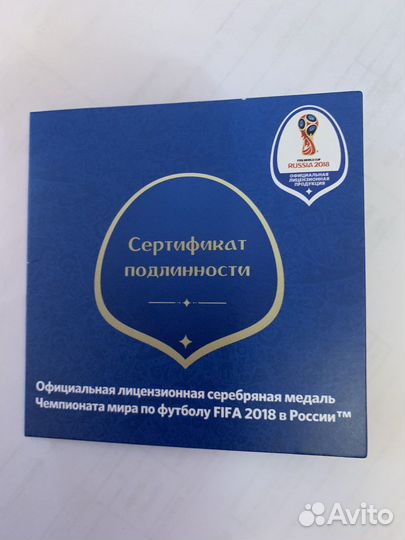 FIFA WORLD CUP
RUSSIA 2018
ОФИЦИАЛЬНАЯ
ЛИЦЕНЗИОННАЯ
ПРОДУКЦИЯ
Сертификат
подлинности
Официальная лицензионная серебряная медаль
Чемпионата мира по футболу FIFA 2018 в России™
Avito